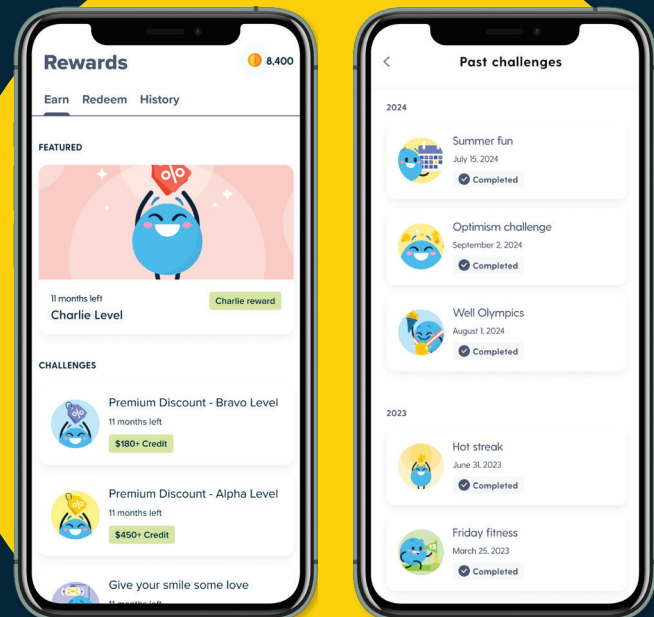 Rewards
8,400
Earn Redeem History
FEATURED
%
11 months left
Charlie Level
Charlie reward
CHALLENGES
%
Premium Discount - Bravo Level
11 months left
$180+ Credit
%
Premium Discount - Alpha Level
11 months left
$450+ Credit
Give your smile some love
11 months left
Past challenges
2024
Summer fun
July 15, 2024
Completed
Optimism challenge
September 2, 2024
Completed
Well Olympics
August 1, 2024
Completed
2023
Hot streak
June 31, 2023
Completed
Friday fitness
March 25, 2023
Completed